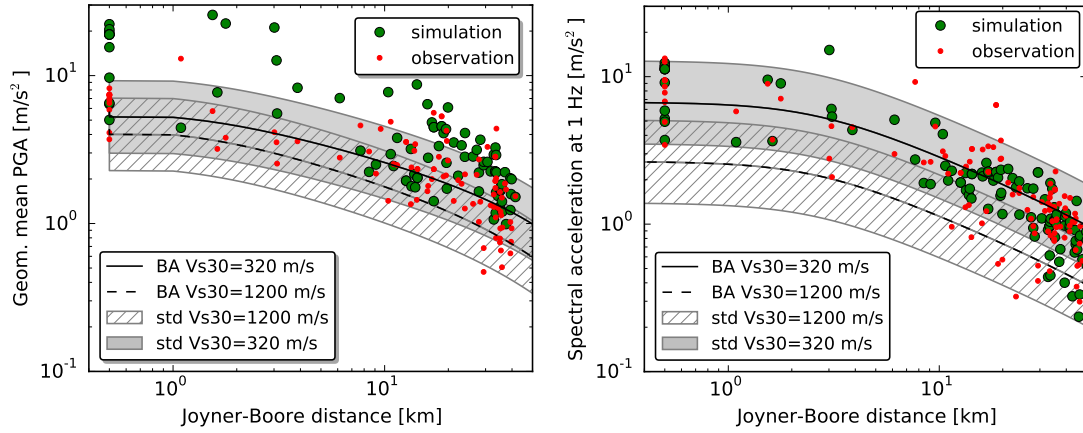 simulation
observation
10^1
10^0
10^-1
Geom. mean PGA [m/s^2]
BA Vs30=320 m/s
BA Vs30=1200 m/s
std Vs30=1200 m/s
std Vs30=320 m/s
10^0
10^1
Joyner-Boore distance [km]
simulation
observation
10^1
10^0
10^-1
Spectral acceleration at 1 Hz [m/s^2]
BA Vs30=320 m/s
BA Vs30=1200 m/s
std Vs30=1200 m/s
std Vs30=320 m/s
10^0
10^1
Joyner-Boore distance [km]